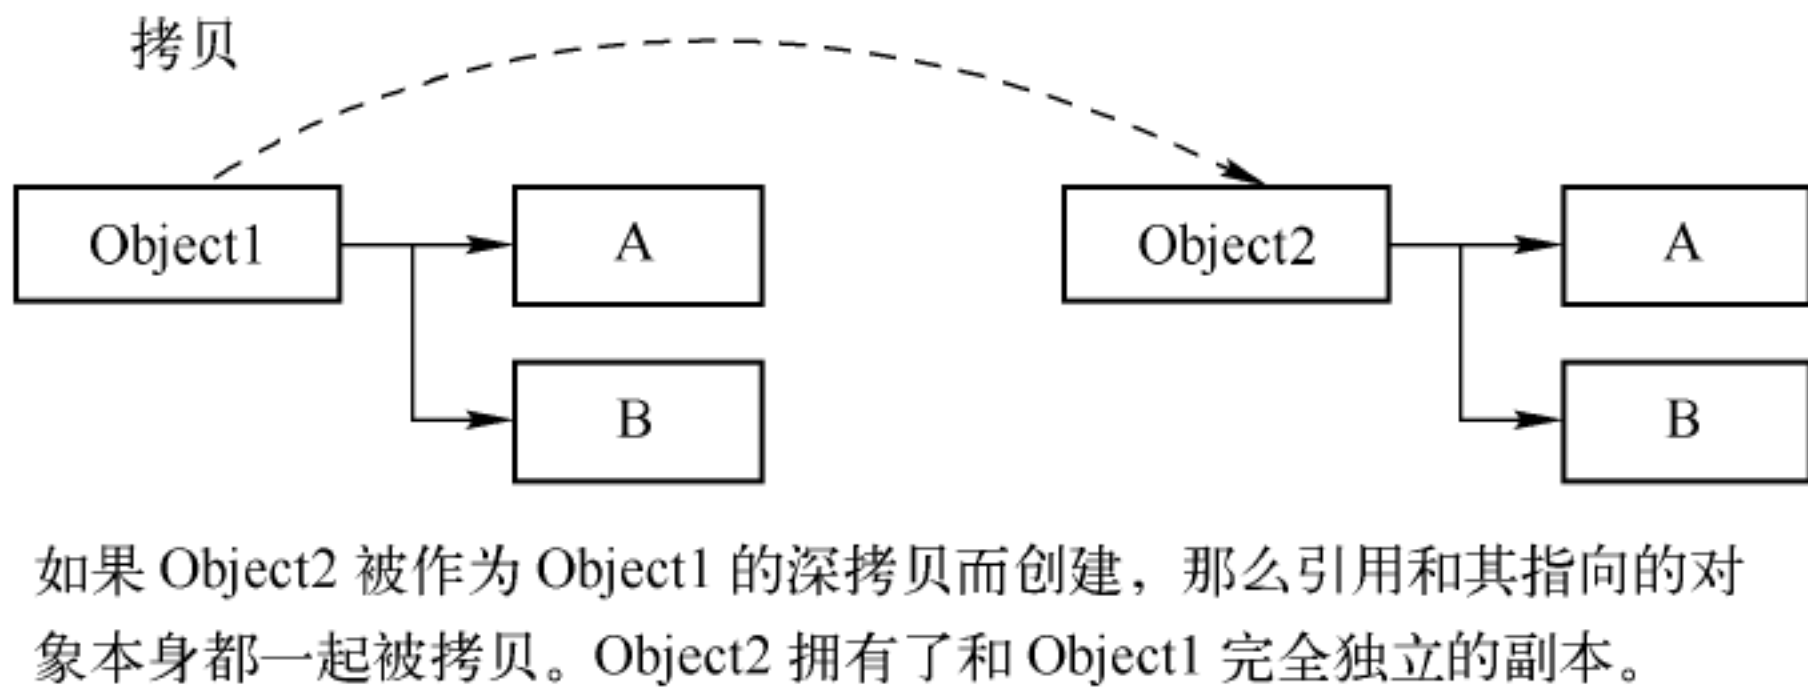 拷贝
Object1
A
Object2
A
B
B
如果 Object2 被作为 Object1 的深拷贝而创建，那么引用和其指向的对
象本身都一起被拷贝。Object2 拥有了和 Object1 完全独立的副本。